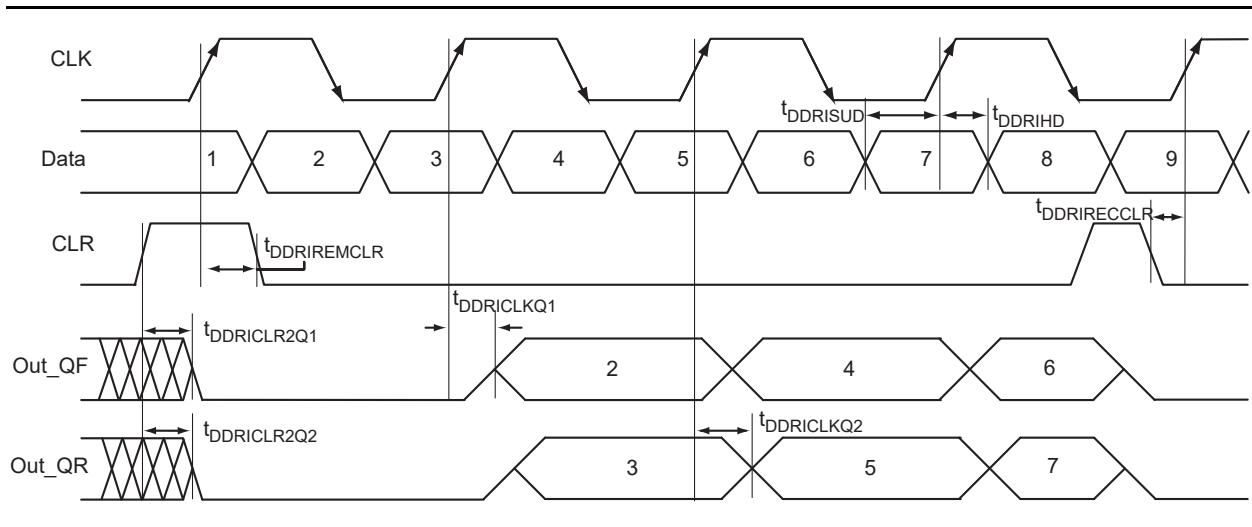 CLK
tDDRISUD
tDDRIHD
Data 1 2 3 4 5 6 7 8 9
tDDRIRECCLR
CLR
tDDRIREMCLR
tDDRICLKQ1
tDDRICLR2Q1
Out_QF 2 4 6
tDDRICLR2Q2
tDDRICLKQ2
Out_QR 3 5 7